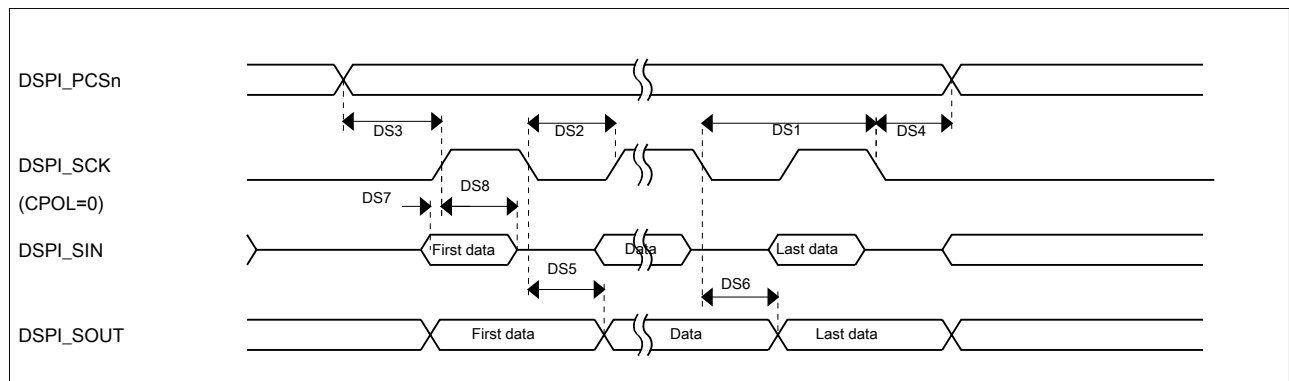 DSPI_PCSn
DS3
DS2
DS1
DS4
DSPI_SCK
(CPOL=0)
DS7
DS8
DSPI_SIN
First data
Data
Last data
DS5
DS6
DSPI_SOUT
First data
Data
Last data